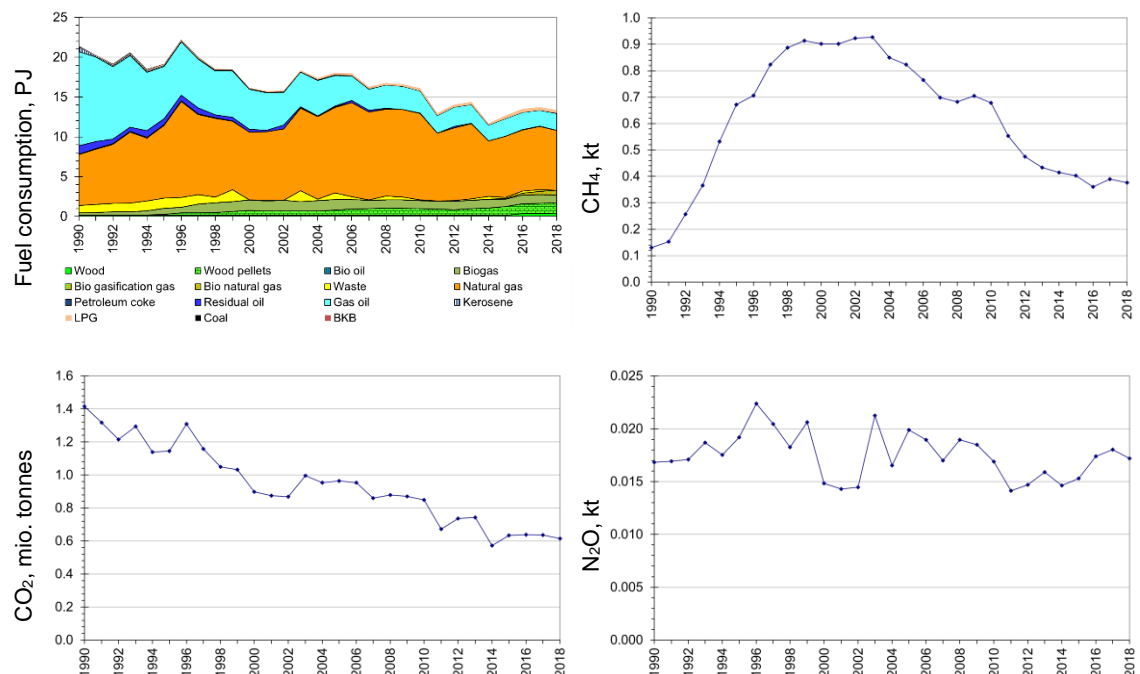 Fuel consumption, PJ
25
20
15
10
5
0
1990 1992 1994 1996 1998 2000 2002 2004 2006 2008 2010 2012 2014 2016 2018
Wood Wood pellets Bio oil Biogas
Bio gasification gas Bio natural gas Waste Natural gas
Petroleum coke Residual oil Gas oil Kerosene
LPG Coal BKB
CH₄, kt
1.0
0.9
0.8
0.7
0.6
0.5
0.4
0.3
0.2
0.1
0.0
1990 1992 1994 1996 1998 2000 2002 2004 2006 2008 2010 2012 2014 2016 2018
CO₂, mio. tonnes
1.6
1.4
1.2
1.0
0.8
0.6
0.4
0.2
0.0
1990 1992 1994 1996 1998 2000 2002 2004 2006 2008 2010 2012 2014 2016 2018
N₂O, kt
0.025
0.020
0.015
0.010
0.005
0.000
1990 1992 1994 1996 1998 2000 2002 2004 2006 2008 2010 2012 2014 2016 2018